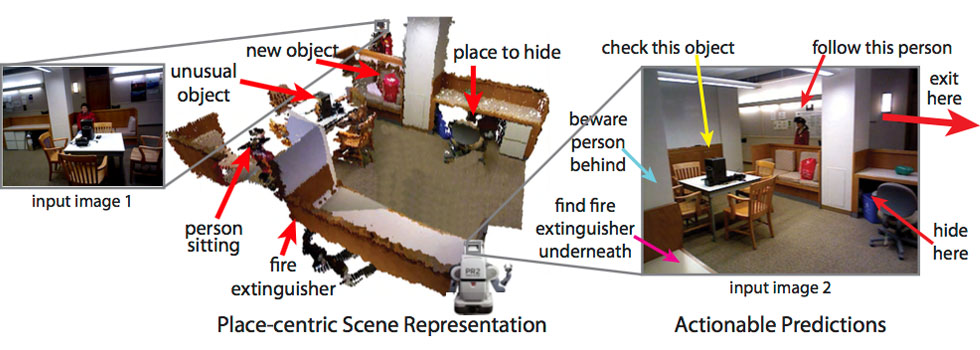 new object
place to hide
unusual
object
input image 1
person
sitting
fire
extinguisher
PR2
Place-centric Scene Representation
check this object
follow this person
exit
here
beware
person
behind
find fire
extinguisher
underneath
hide
here
input image 2
Actionable Predictions